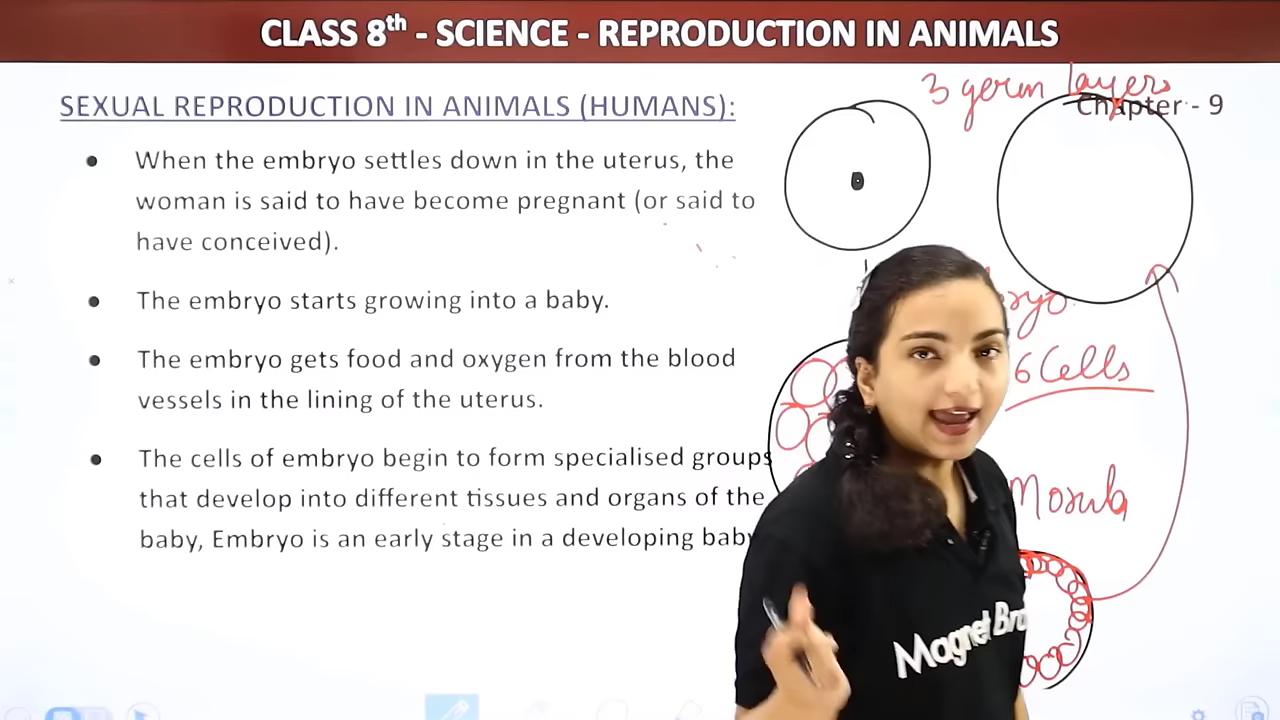 CLASS 8th - SCIENCE - REPRODUCTION IN ANIMALS
3 germ layers
Chapter - 9
SEXUAL REPRODUCTION IN ANIMALS (HUMANS):
• When the embryo settles down in the uterus, the
woman is said to have become pregnant (or said to
have conceived).
• The embryo starts growing into a baby.
• The embryo gets food and oxygen from the blood
vessels in the lining of the uterus.
• The cells of embryo begin to form specialised groups
that develop into different tissues and organs of the
baby, Embryo is an early stage in a developing baby
6 Cells
Morula
Magnet Bra